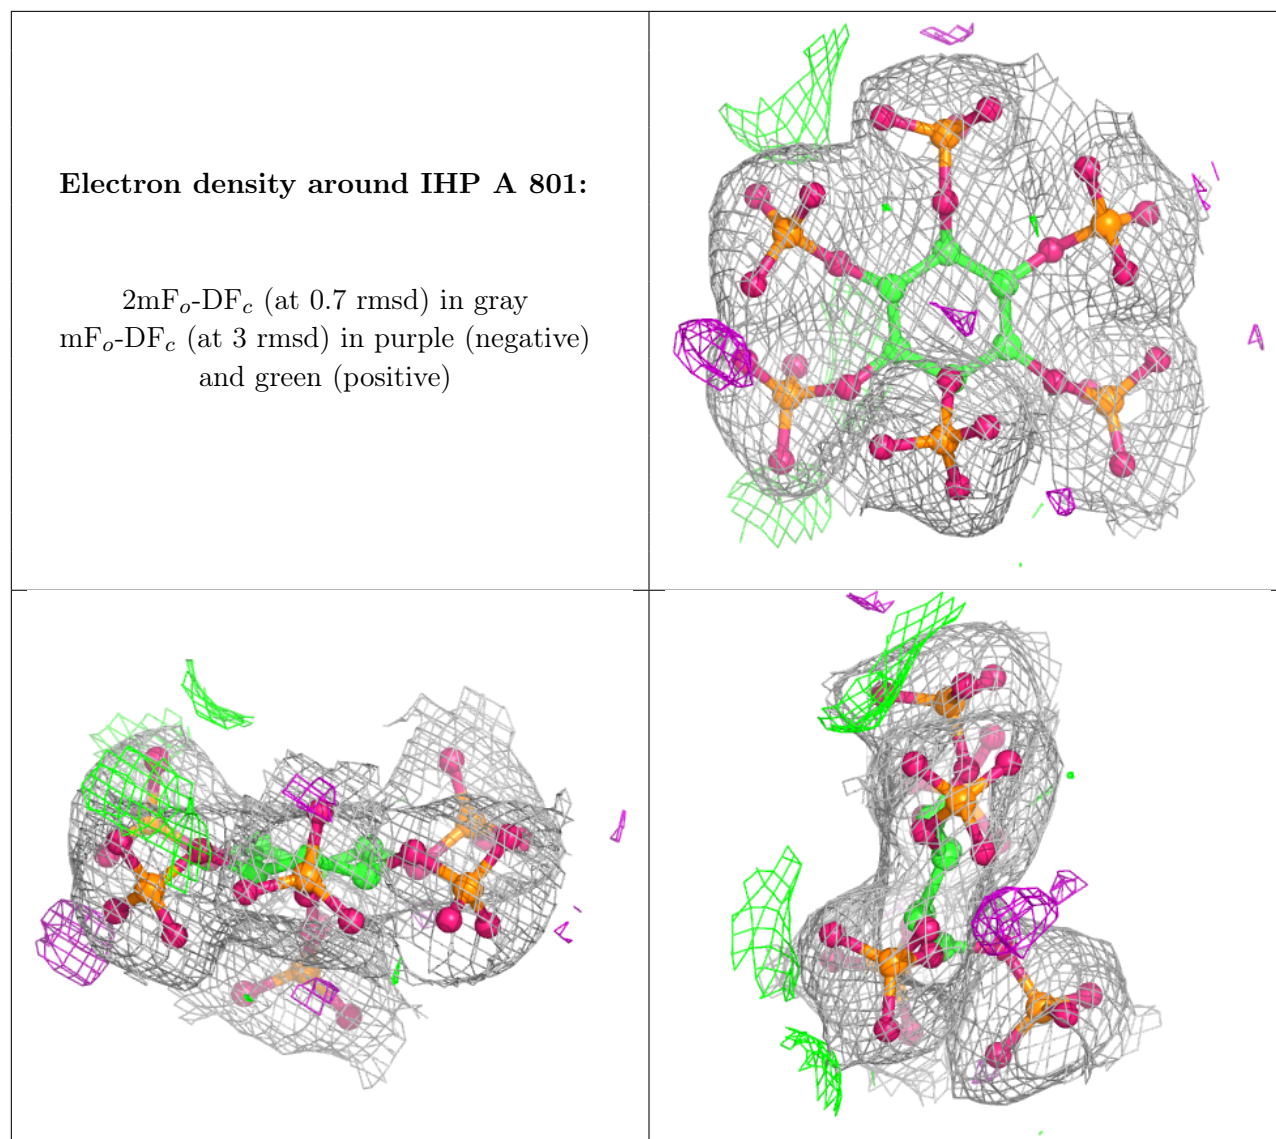 Electron density around IHP A 801:
2mFo-DFc (at 0.7 rmsd) in gray
mFo-DFc (at 3 rmsd) in purple (negative)
and green (positive)